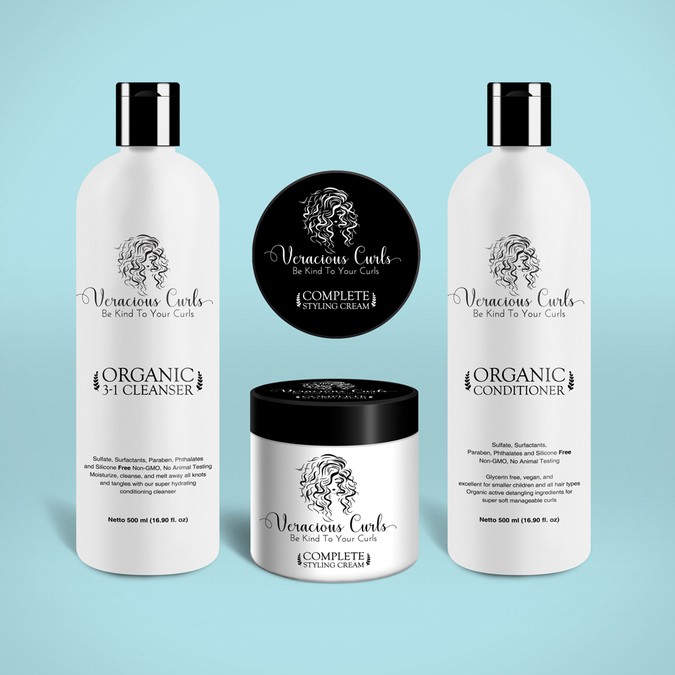 Veracious Curls
Be Kind To Your Curls
ORGANIC
3-1 CLEANSER
Sulfate, Surfactants, Paraben, Phthalates
and Silicone Free Non-GMO, No Animal Testing
Moisturize, cleanse, and melt away all knots
and tangles with our super hydrating
conditioning cleanser
Netto 500 ml (16.90 fl. oz)
Veracious Curls
Be Kind To Your Curls
COMPLETE
STYLING CREAM
Veracious Curls
Be Kind To Your Curls
COMPLETE
STYLING CREAM
Veracious Curls
Be Kind To Your Curls
ORGANIC
CONDITIONER
Sulfate, Surfactants,
Paraben, Phthalates and Silicone Free
Non-GMO, No Animal Testing
Glycerin free, vegan, and
excellent for smaller children and all hair types
Organic active detangling ingredients for
super soft manageable curls
Netto 500 ml (16.90 fl. oz)